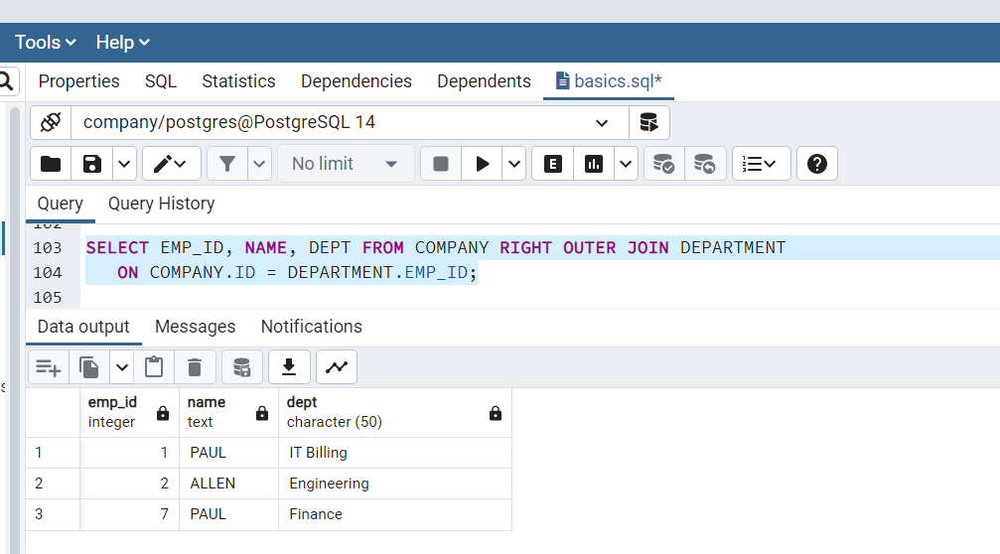 Tools Help
Properties SQL Statistics Dependencies Dependents basics.sql*
company/postgres@PostgreSQL 14
No limit E
Query Query History
102
103 SELECT EMP_ID, NAME, DEPT FROM COMPANY RIGHT OUTER JOIN DEPARTMENT
104 ON COMPANY.ID = DEPARTMENT.EMP_ID;
105
Data output Messages Notifications
emp_id name dept
integer text character (50)
1 1 PAUL IT Billing
2 2 ALLEN Engineering
3 7 PAUL Finance